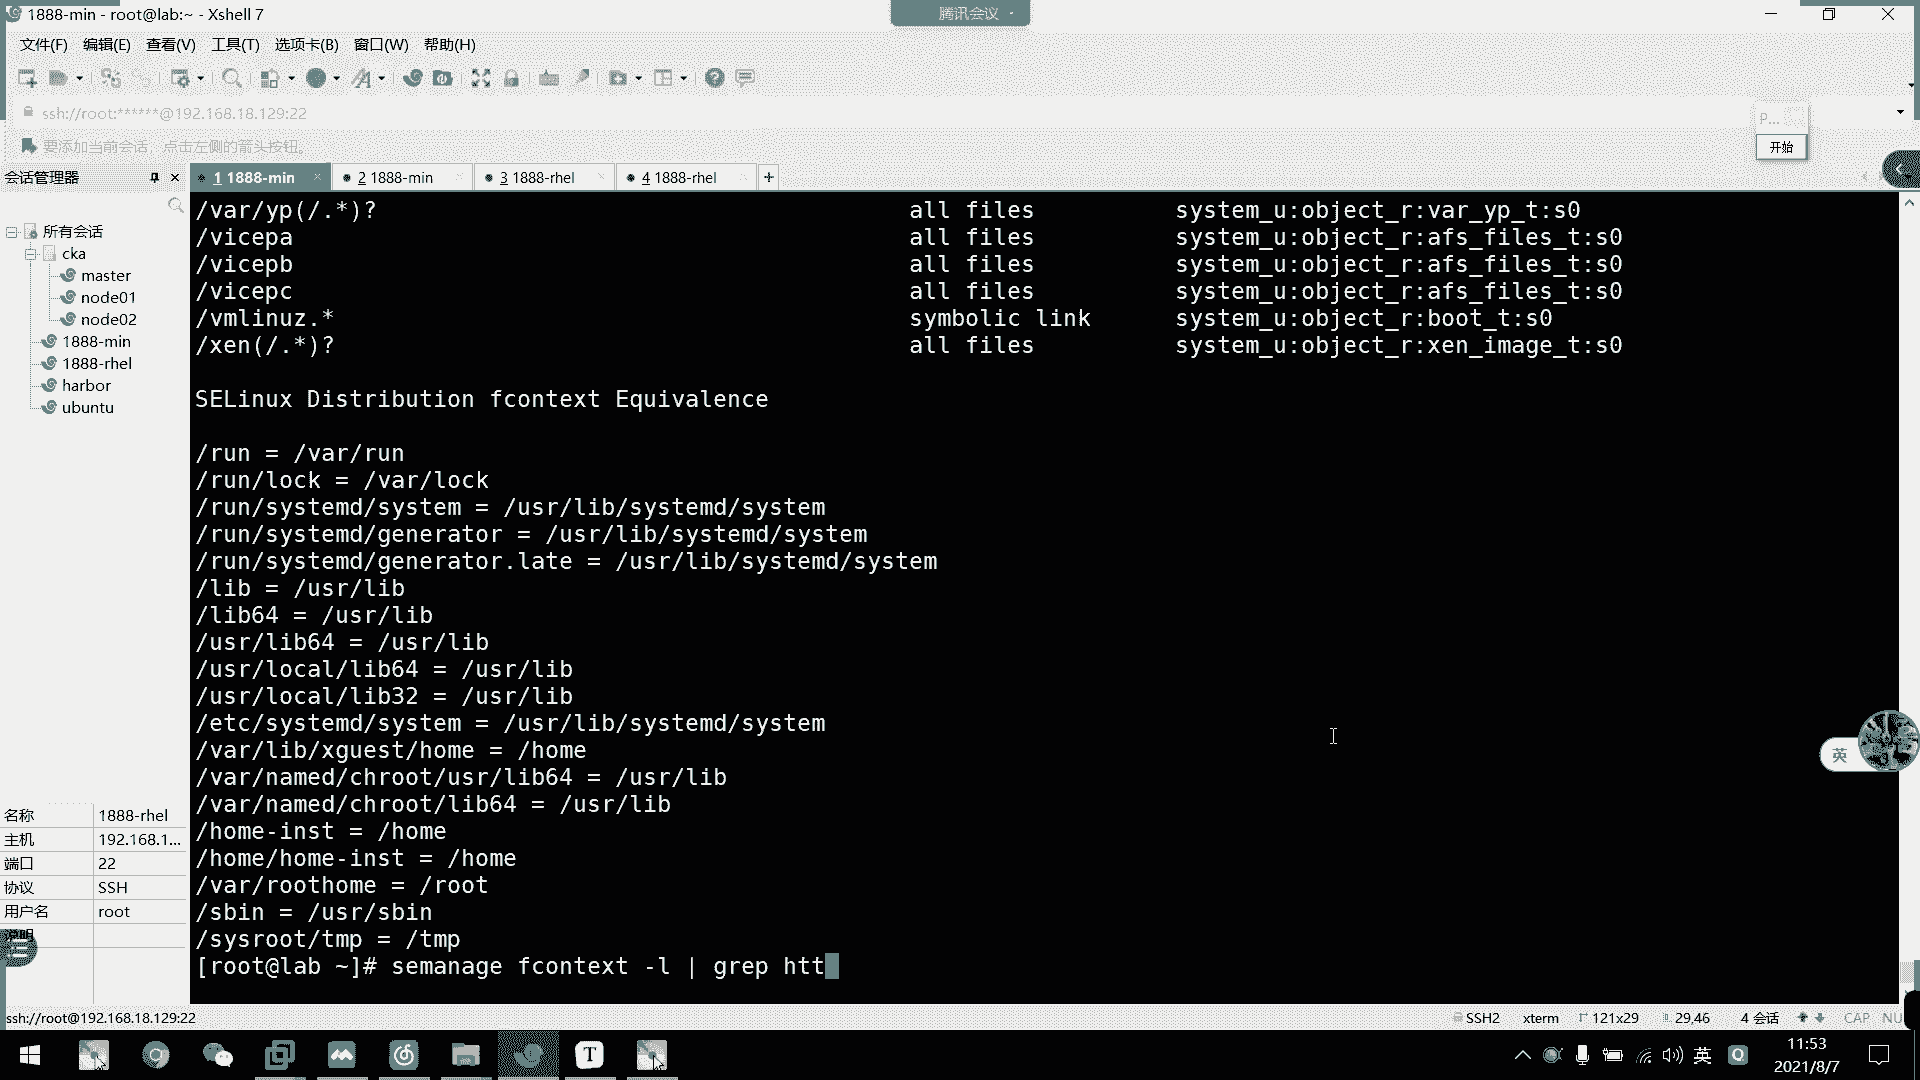 1888-min - root@lab:~ - Xshell 7
腾讯会议
文件(F) 编辑(E) 查看(V) 工具(T) 选项卡(B) 窗口(W) 帮助(H)
ssh://root:******@192.168.18.129:22
P...
要添加当前会话，点击左侧的箭头按钮。
开始
会话管理器
1 1888-min
2 1888-min
3 1888-rhel
4 1888-rhel
所有会话
cka
master
node01
node02
1888-min
1888-rhel
harbor
ubuntu
/var/yp(/.*)? all files system_u:object_r:var_yp_t:s0
/vicepa all files system_u:object_r:afs_files_t:s0
/vicepb all files system_u:object_r:afs_files_t:s0
/vicepc all files system_u:object_r:afs_files_t:s0
/vmlinuz.* symbolic link system_u:object_r:boot_t:s0
/xen(/.*)? all files system_u:object_r:xen_image_t:s0
SELinux Distribution fcontext Equivalence
/run = /var/run
/run/lock = /var/lock
/run/systemd/system = /usr/lib/systemd/system
/run/systemd/generator = /usr/lib/systemd/system
/run/systemd/generator.late = /usr/lib/systemd/system
/lib = /usr/lib
/lib64 = /usr/lib
/usr/lib64 = /usr/lib
/usr/local/lib64 = /usr/lib
/usr/local/lib32 = /usr/lib
/etc/systemd/system = /usr/lib/systemd/system
/var/lib/xguest/home = /home
/var/named/chroot/usr/lib64 = /usr/lib
/var/named/chroot/lib64 = /usr/lib
/home-inst = /home
/home/home-inst = /home
/var/roothome = /root
/sbin = /usr/sbin
/sysroot/tmp = /tmp
[root@lab ~]# semanage fcontext -l | grep htt
英
名称 1888-rhel
主机 192.168.1...
端口 22
协议 SSH
用户名 root
说明
ssh://root@192.168.18.129:22
SSH2 xterm 121x29 29,46 4 会话 CAP NU
T
英
11:53
2021/8/7